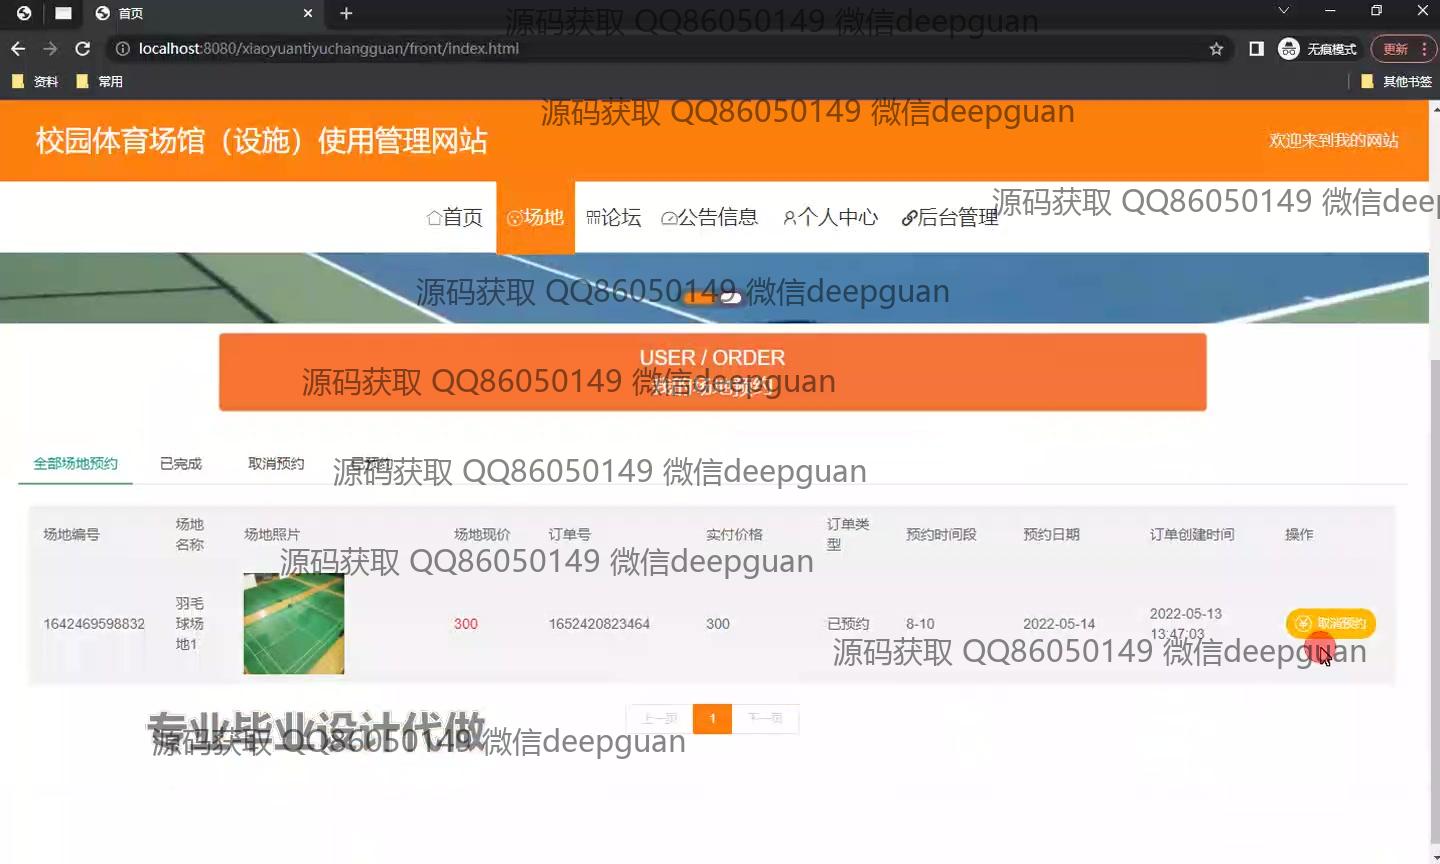 首页
源码获取 QQ86050149 微信deepguan
localhost:8080/xiaoyuantiyuchangguan/front/index.html
无痕模式
更新
资料
常用
其他书签
源码获取 QQ86050149 微信deepguan
校园体育场馆（设施）使用管理网站
欢迎来到我的网站
首页
场地
论坛
公告信息
个人中心
后台管理
源码获取 QQ86050149 微信deep
源码获取 QQ86050149 微信deepguan
USER / ORDER
我的场地预约
源码获取 QQ86050149 微信deepguan
全部场地预约
已完成
取消预约
已预约
源码获取 QQ86050149 微信deepguan
场地编号
场地
名称
场地照片
场地现价
订单号
实付价格
订单类
型
预约时间段
预约日期
订单创建时间
操作
源码获取 QQ86050149 微信deepguan
1642469598832
羽毛
球场
地1
300
1652420823464
300
已预约
8-10
2022-05-14
2022-05-13
13:47:03
取消预约
源码获取 QQ86050149 微信deepguan
上一页
1
下一页
专业毕业设计代做
源码获取 QQ86050149 微信deepguan